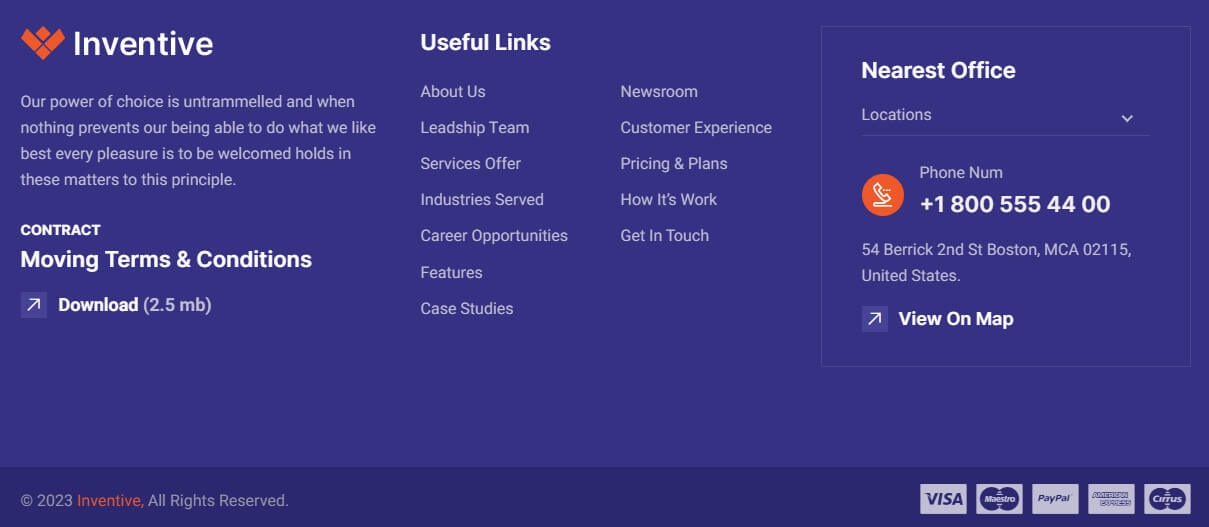 Inventive
Our power of choice is untrammelled and when
nothing prevents our being able to do what we like
best every pleasure is to be welcomed holds in
these matters to this principle.
CONTRACT
Moving Terms & Conditions
Download (2.5 mb)
Useful Links
About Us
Leadship Team
Services Offer
Industries Served
Career Opportunities
Features
Case Studies
Newsroom
Customer Experience
Pricing & Plans
How It's Work
Get In Touch
Nearest Office
Locations
Phone Num
+1 800 555 44 00
54 Berrick 2nd St Boston, MCA 02115,
United States.
View On Map
© 2023 Inventive, All Rights Reserved.
VISA
Maestro
PayPal
AMERICAN
EXPRESS
Cirrus